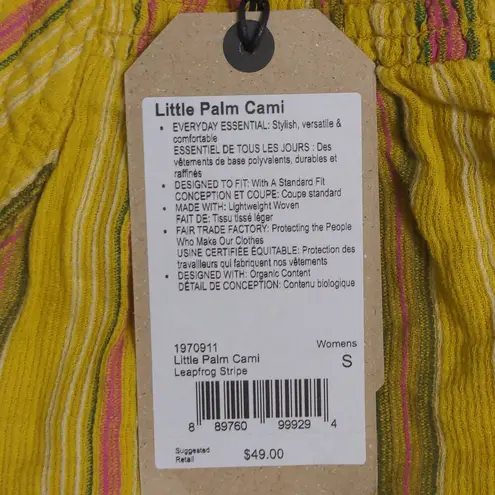 Little Palm Cami
• EVERYDAY ESSENTIAL: Stylish, versatile &
comfortable
ESSENTIEL DE TOUS LES JOURS : Des
vêtements de base polyvalents, durables et
raffinés
• DESIGNED TO FIT: With A Standard Fit
CONCEPTION ET COUPE: Coupe standard
• MADE WITH: Lightweight Woven
FAIT DE: Tissu tissé léger
• FAIR TRADE FACTORY: Protecting the People
Who Make Our Clothes
USINE CERTIFIÉE ÉQUITABLE: Protection des
travailleurs qui fabriquent nos vêtements
• DESIGNED WITH: Organic Content
DÉTAIL DE CONCEPTION: Contenu biologique
1970911 Womens
Little Palm Cami S
Leapfrog Stripe
8 89760 99929 4
Suggested
Retail $49.00